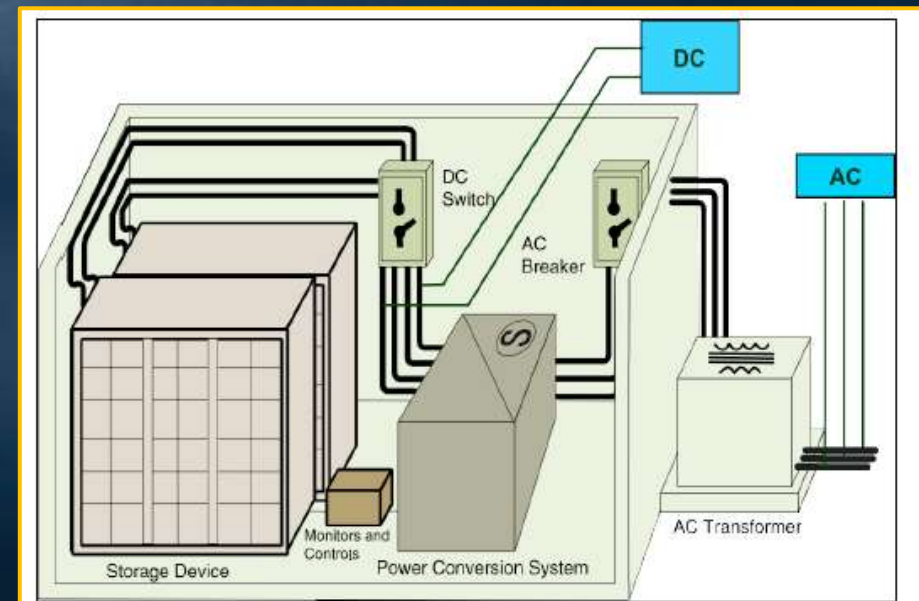 DC
AC
DC
Switch
AC
Breaker
S
Monitors and
Controls
AC Transformer
Storage Device
Power Conversion System